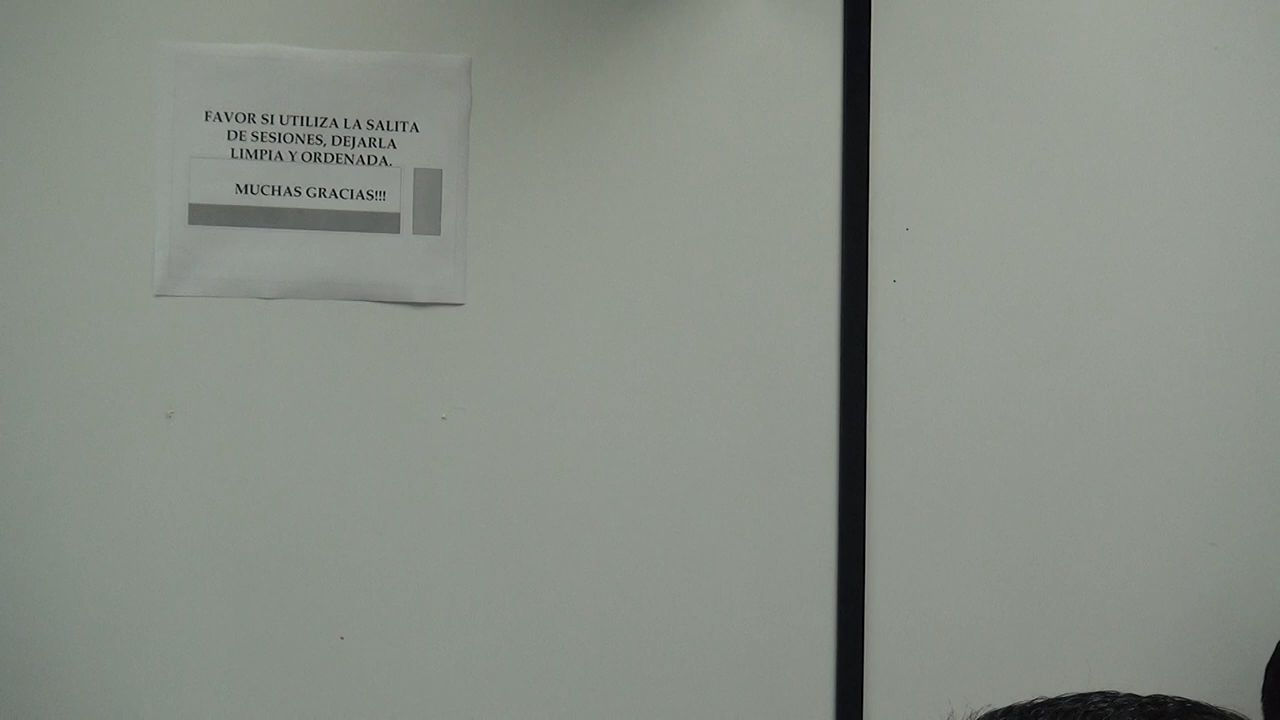 FAVOR SI UTILIZA LA SALITA
DE SESIONES, DEJARLA
LIMPIA Y ORDENADA.
MUCHAS GRACIAS!!!